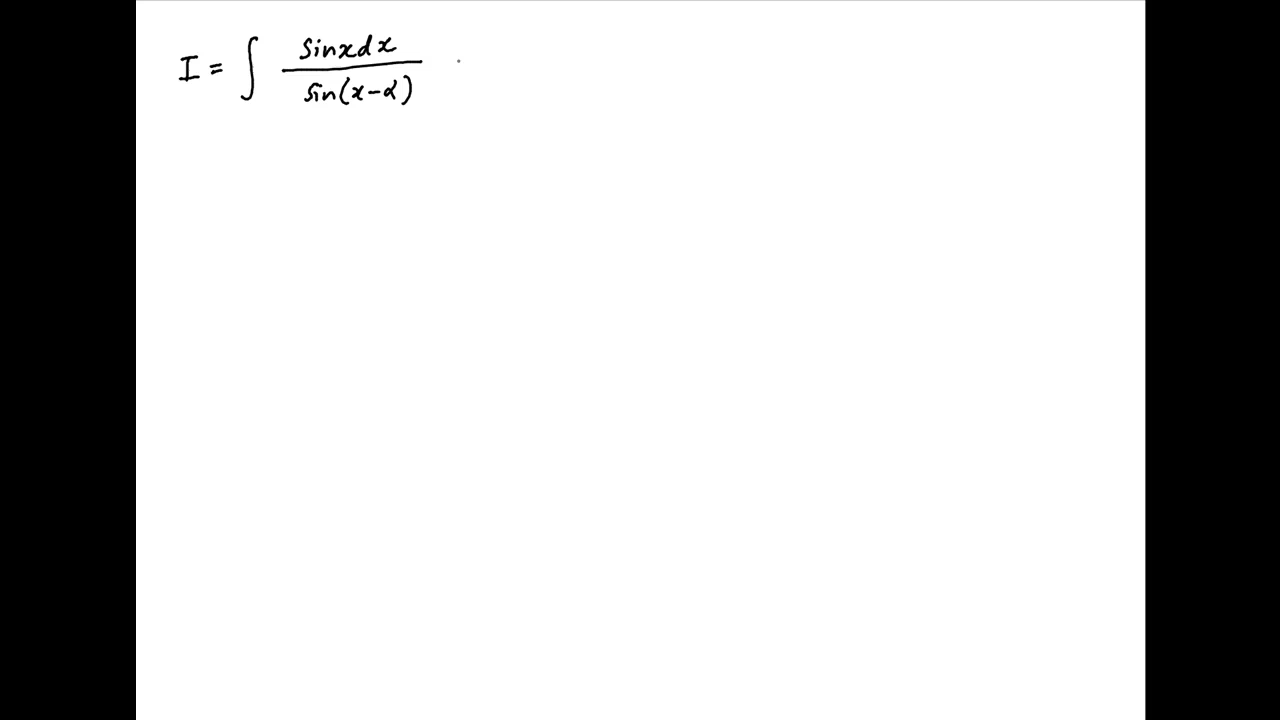 I = ∫ sinx dx / sin(x-α)